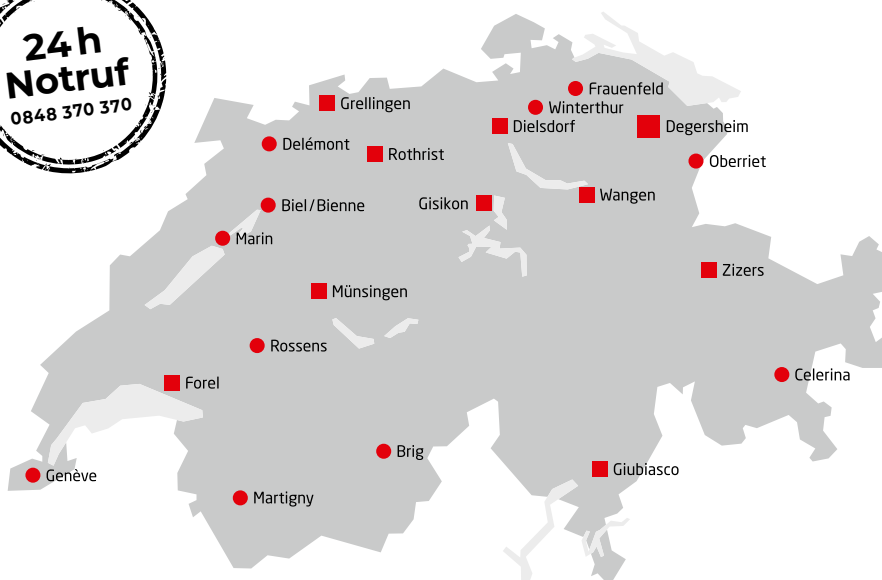 24 h
Notruf
0848 370 370
Frauenfeld
Grellingen
Winterthur
Dielsdorf
Degersheim
Delémont
Rothrist
Oberriet
Wangen
Biel/Bienne
Gisikon
Marin
Zizers
Münsingen
Rossens
Celerina
Forel
Brig
Giubiasco
Genève
Martigny